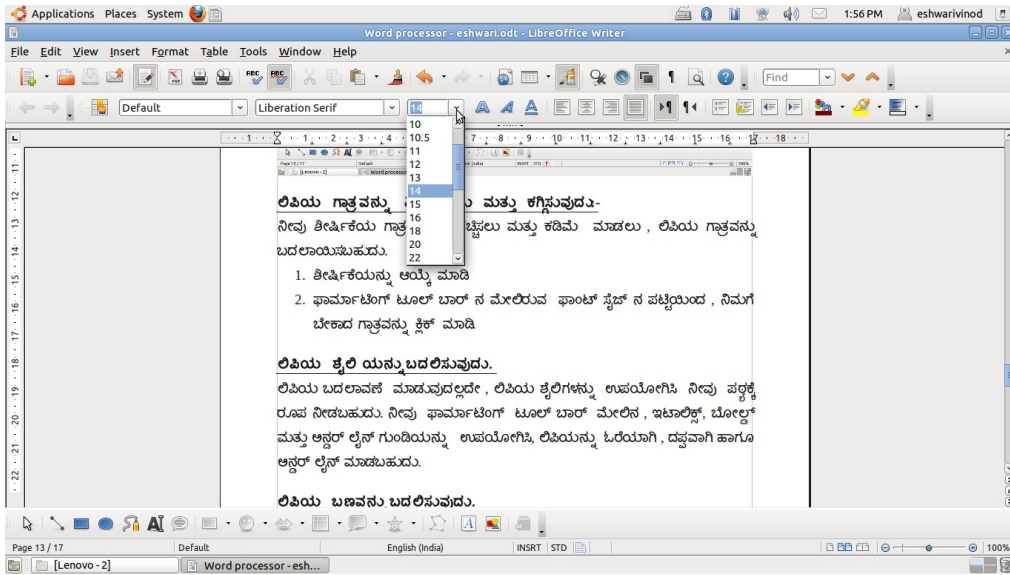 Applications Places System 1:56 PM eshwarivinod
Word processor - eshwari.odt - LibreOffice Writer
File Edit View Insert Format Table Tools Window Help
Find
Default Liberation Serif 14
10
10.5
11
12
13
14
15
16
18
20
22
ಲಿಪಿಯ ಗಾತ್ರವನ್ನು ಮತ್ತು ಕಗ್ಗಿಸುವುದು:-
ನೀವು ಶೀರ್ಷಿಕೆಯ ಗಾತ್ರ ಮತ್ತು ಕಡಿಮೆ ಮಾಡಲು , ಲಿಪಿಯ ಗಾತ್ರವನ್ನು
ಬದಲಾಯಿಸಬಹುದು.
1. ಶೀರ್ಷಿಕೆಯನ್ನು ಆಯ್ಕೆ ಮಾಡಿ
2. ಫಾರ್ಮಾಟಿಂಗ್ ಟೂಲ್ ಬಾರ್ ನ ಮೇಲಿರುವ ಫಾಂಟ್ ಸೈಜ್ ನ ಪಟ್ಟಿಯಿಂದ , ನಿಮಗೆ
ಬೇಕಾದ ಗಾತ್ರವನ್ನು ಕ್ಲಿಕ್ ಮಾಡಿ
ಲಿಪಿಯ ಶೈಲಿ ಯನ್ನು ಬದಲಿಸುವುದು.
ಲಿಪಿಯ ಬದಲಾವಣೆ ಮಾಡುವುದಲ್ಲದೇ , ಲಿಪಿಯ ಶೈಲಿಗಳನ್ನು ಉಪಯೋಗಿಸಿ ನೀವು ಪಠ್ಯಕ್ಕೆ
ರೂಪ ನೀಡಬಹುದು. ನೀವು ಫಾರ್ಮಾಟಿಂಗ್ ಟೂಲ್ ಬಾರ್ ಮೇಲಿನ , ಇಟಾಲಿಕ್ಸ್, ಬೋಲ್ಡ್
ಮತ್ತು ಅನ್ಡರ್ ಲೈನ್ ಗುಂಡಿಯನ್ನು ಉಪಯೋಗಿಸಿ, ಲಿಪಿಯನ್ನು ಓರೆಯಾಗಿ , ದಪ್ಪವಾಗಿ ಹಾಗೂ
ಅನ್ಡರ್ ಲೈನ್ ಮಾಡಬಹುದು.
ಲಿಪಿಯ ಬಣ್ಣವನ್ನು ಬದಲಿಸುವುದು.
Page 13 / 17 Default English (India) INSRT STD 100%
[Lenovo - 2] Word processor - esh...